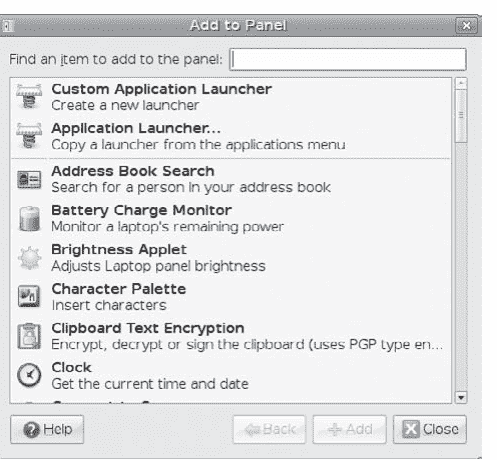 Add to Panel
Find an item to add to the panel:
Custom Application Launcher
Create a new launcher
Application Launcher...
Copy a launcher from the applications menu
Address Book Search
Search for a person in your address book
Battery Charge Monitor
Monitor a laptop's remaining power
Brightness Applet
Adjusts Laptop panel brightness
Character Palette
Insert characters
Clipboard Text Encryption
Encrypt, decrypt or sign the clipboard (uses PGP type en...
Clock
Get the current time and date
Help Back Add Close